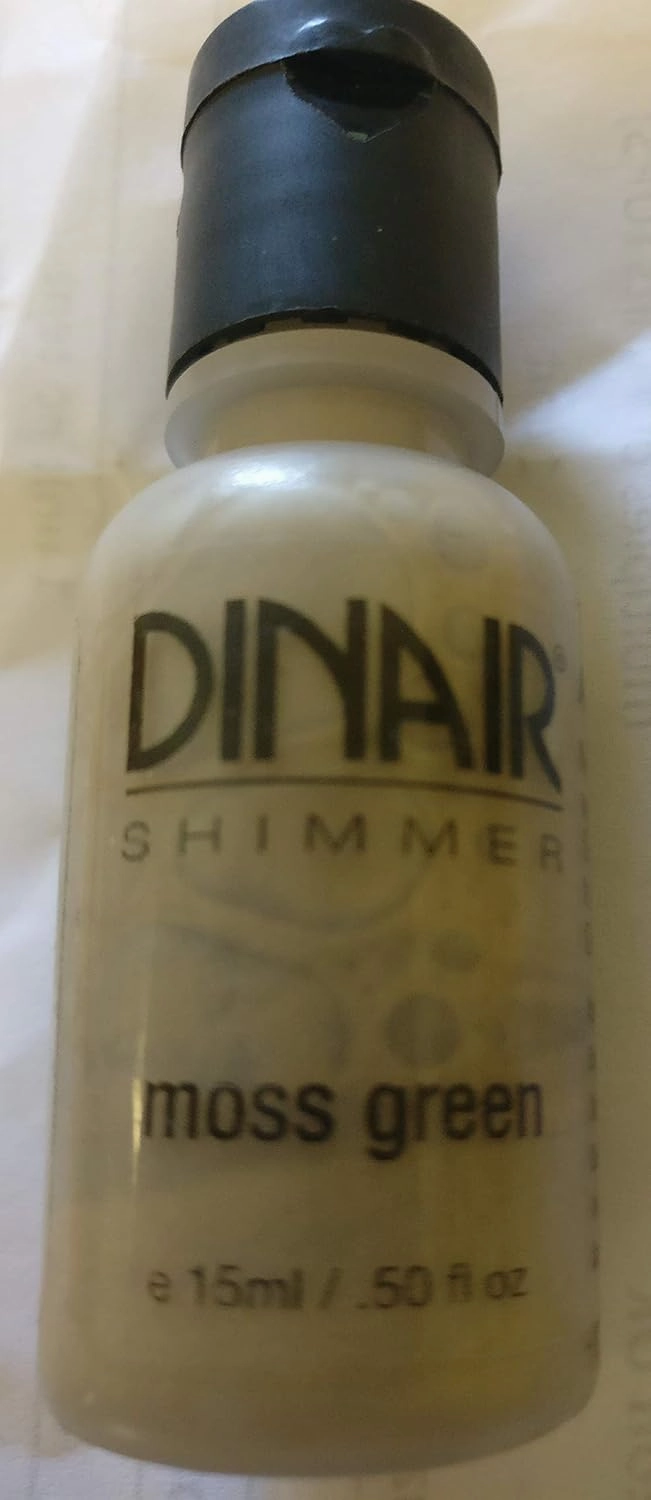 DINAIR®
SHIMMER
moss green
e 15ml / .50 fl oz